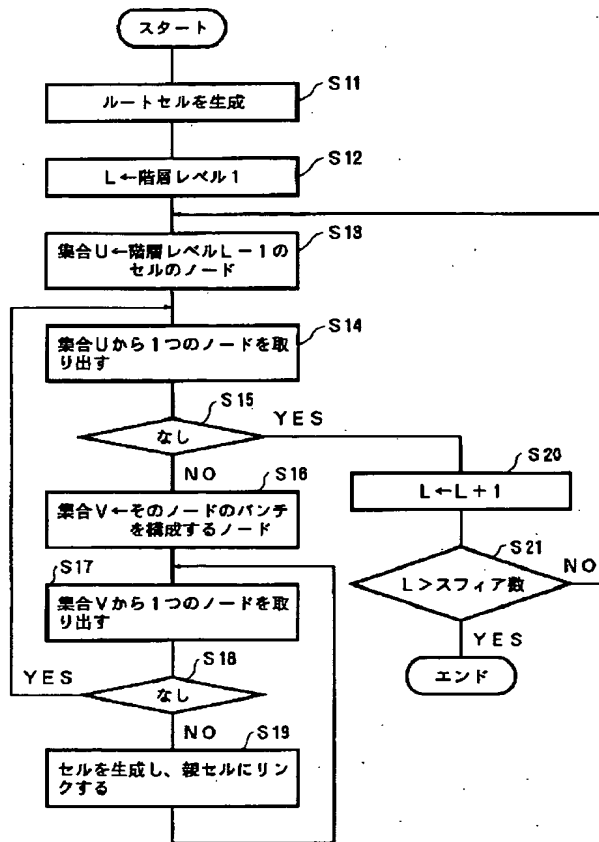 スタート
S11
ルートセルを生成
S12
L←階層レベル1
S13
集合U←階層レベルL-1の
セルのノード
S14
集合Uから1つのノードを取
り出す
S15
なし
YES
NO
S16
集合V←そのノードのバンチ
を構成するノード
S17
集合Vから1つのノードを取
り出す
S18
なし
YES
NO
S19
セルを生成し、親セルにリン
クする
S20
L←L+1
S21
L>スフィア数
NO
YES
エンド